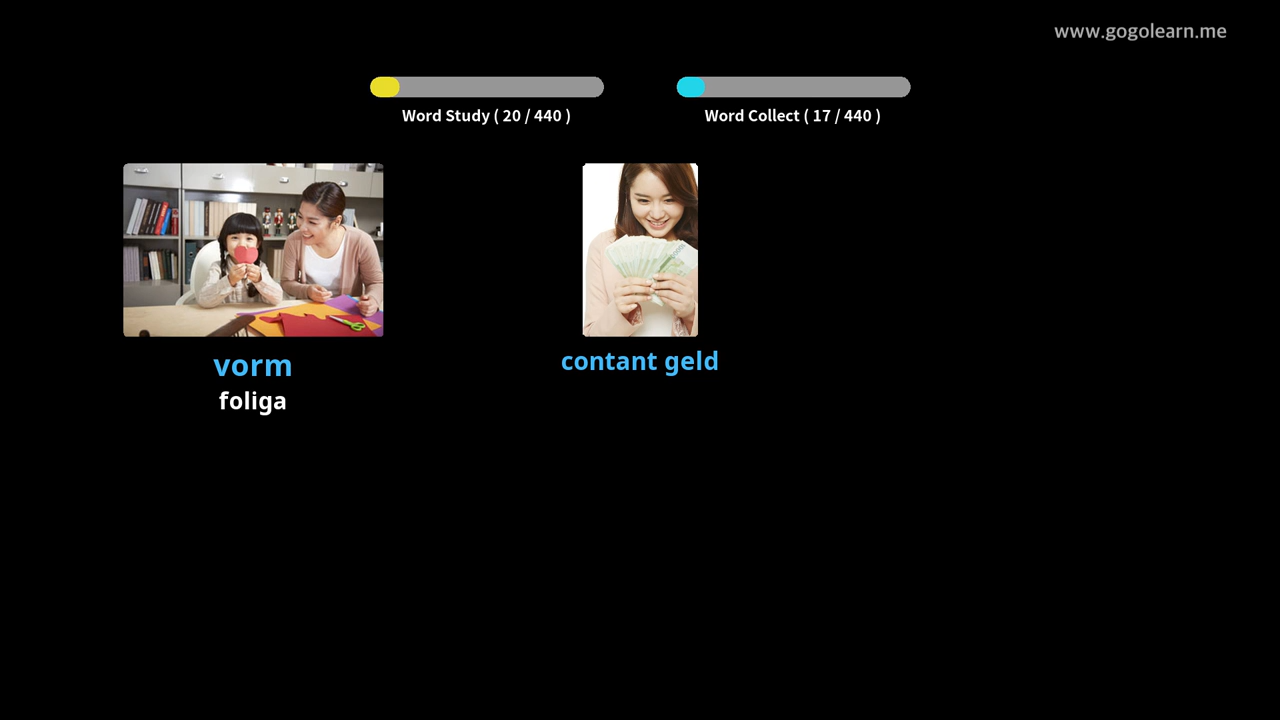 www.gogolearn.me
Word Study ( 20 / 440 )
Word Collect ( 17 / 440 )
vorm
foliga
contant geld